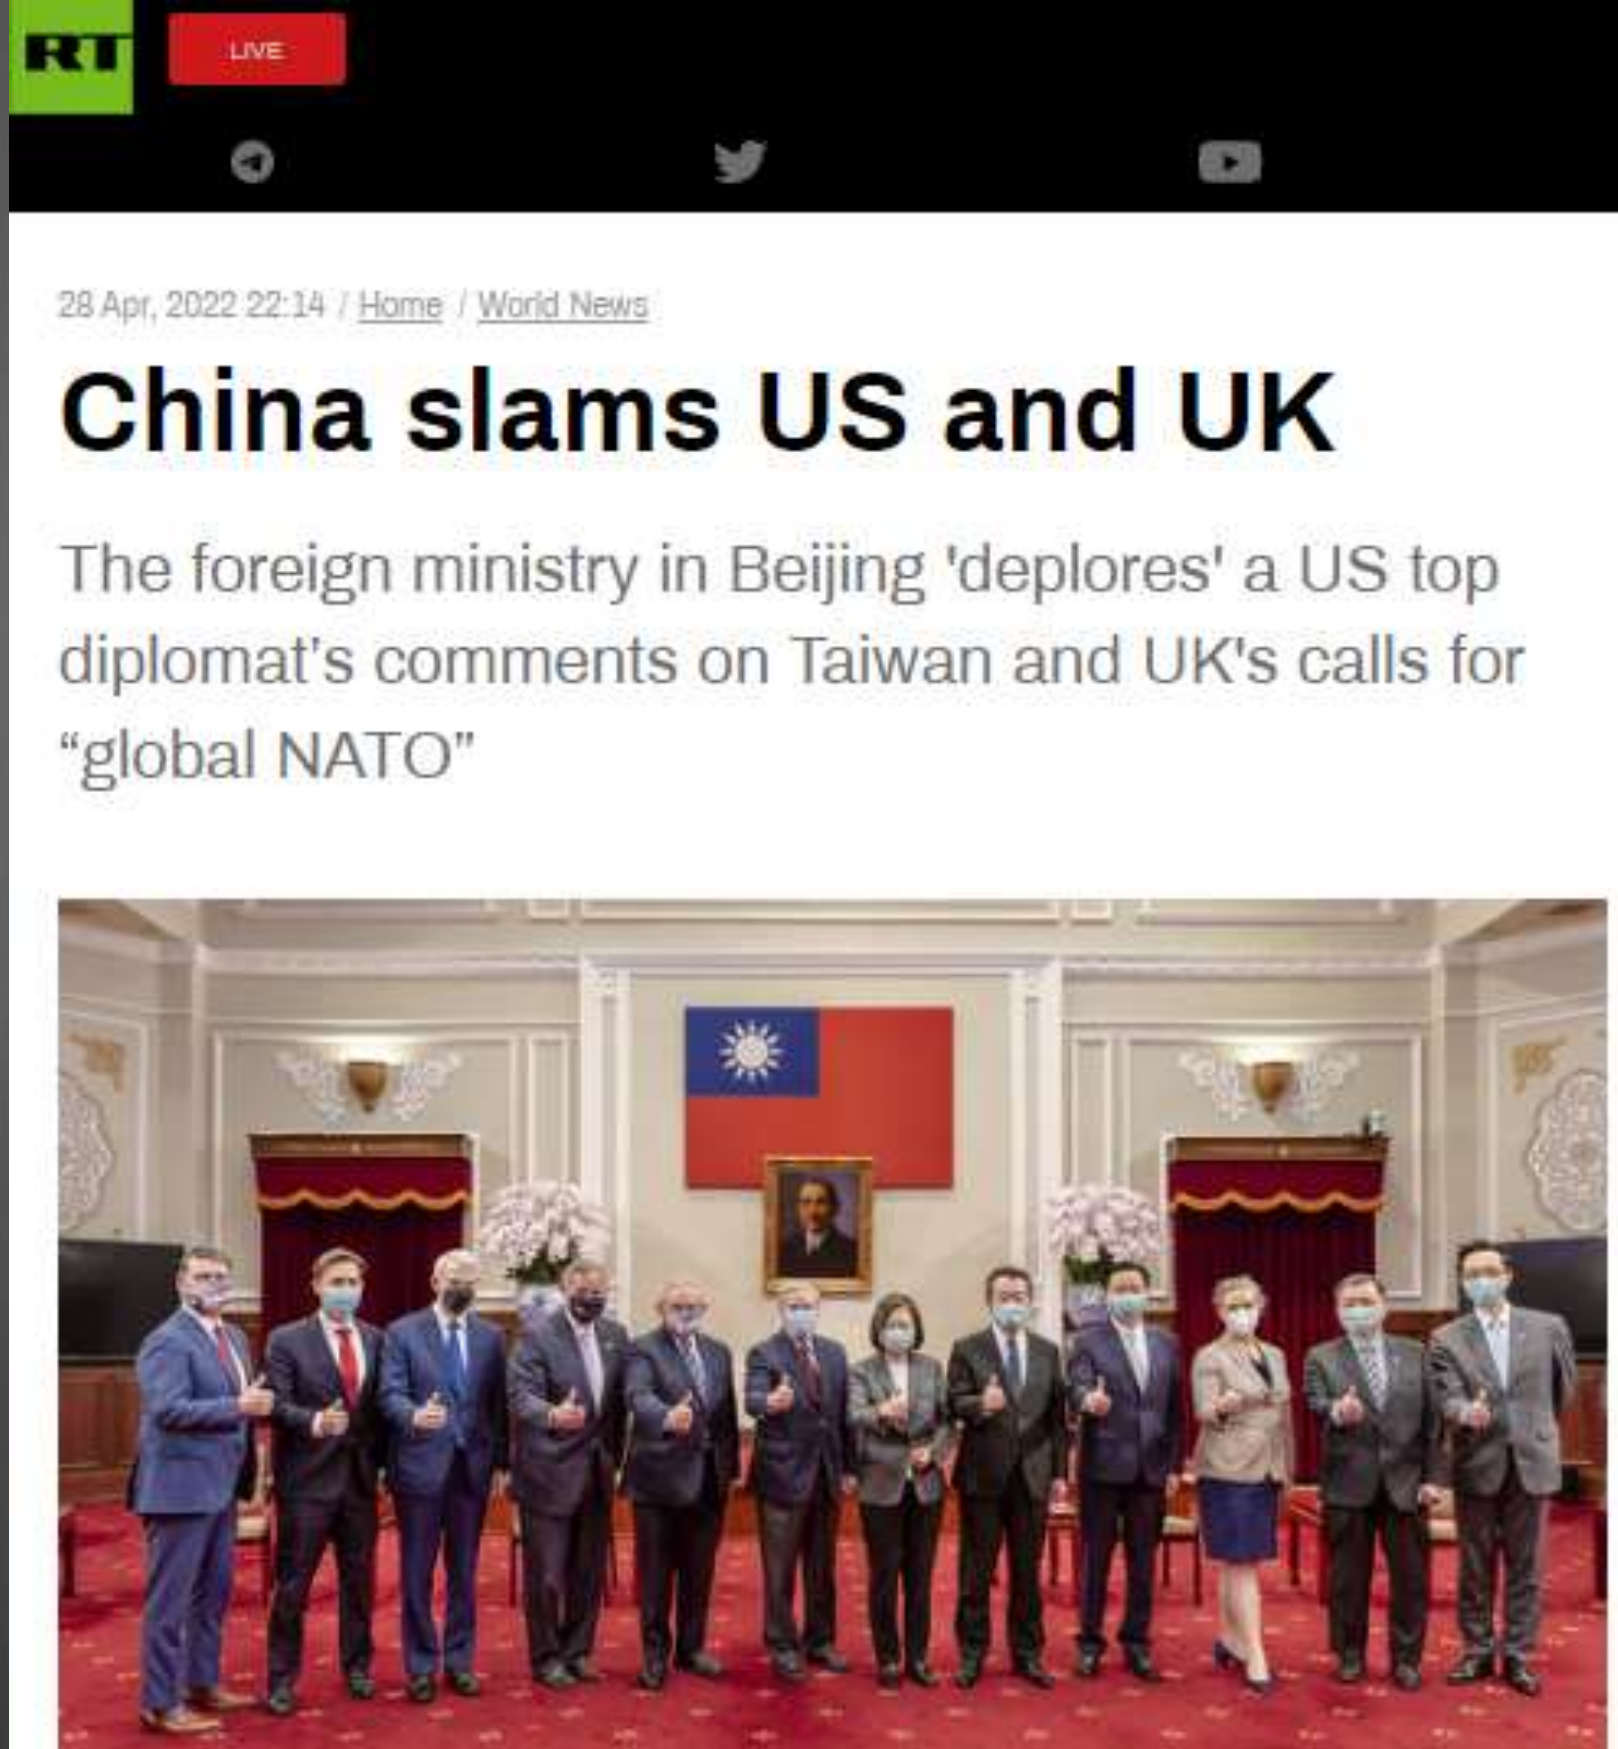 RT
LIVE
28 Apr, 2022 22:14 / Home / World News
China slams US and UK
The foreign ministry in Beijing 'deplores' a US top
diplomat's comments on Taiwan and UK's calls for
“global NATO”